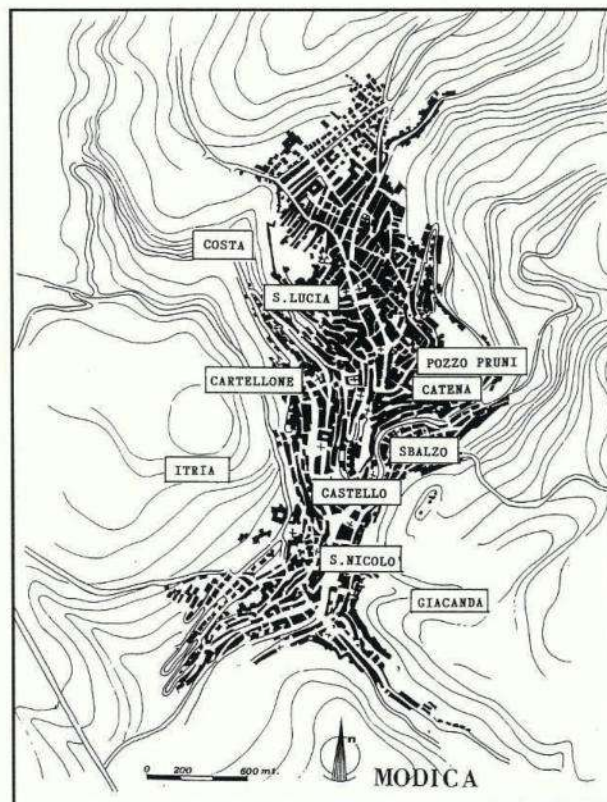 COSTA
S.LUCIA
POZZO PRUNI
CARTELLONE
CATENA
SBALZO
ITRIA
CASTELLO
S.NICOLO
GIACANDA
n
0 200 600 mt.
MODICA